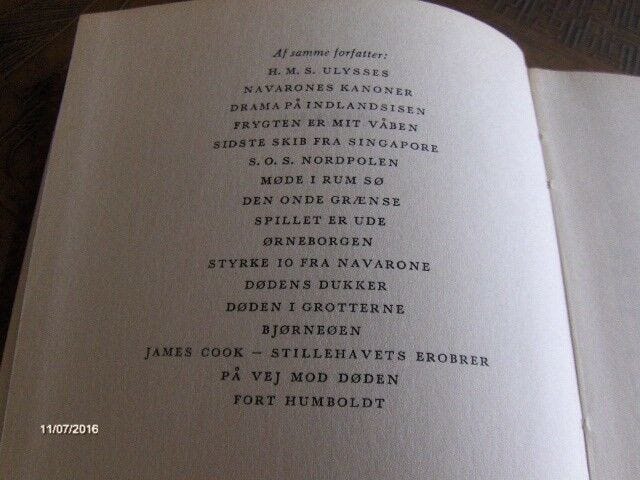 Af samme forfatter:
H. M. S. ULYSSES
NAVARONES KANONER
DRAMA PÅ INDLANDSISEN
FRYGTEN ER MIT VÅBEN
SIDSTE SKIB FRA SINGAPORE
S. O. S. NORDPOLEN
MØDE I RUM SØ
DEN ONDE GRÆNSE
SPILLET ER UDE
ØRNEBORGEN
STYRKE 10 FRA NAVARONE
DØDENS DUKKER
DØDEN I GROTTERNE
BJØRNEØEN
JAMES COOK – STILLEHAVETS EROBRER
PÅ VEJ MOD DØDEN
FORT HUMBOLDT
11/07/2016